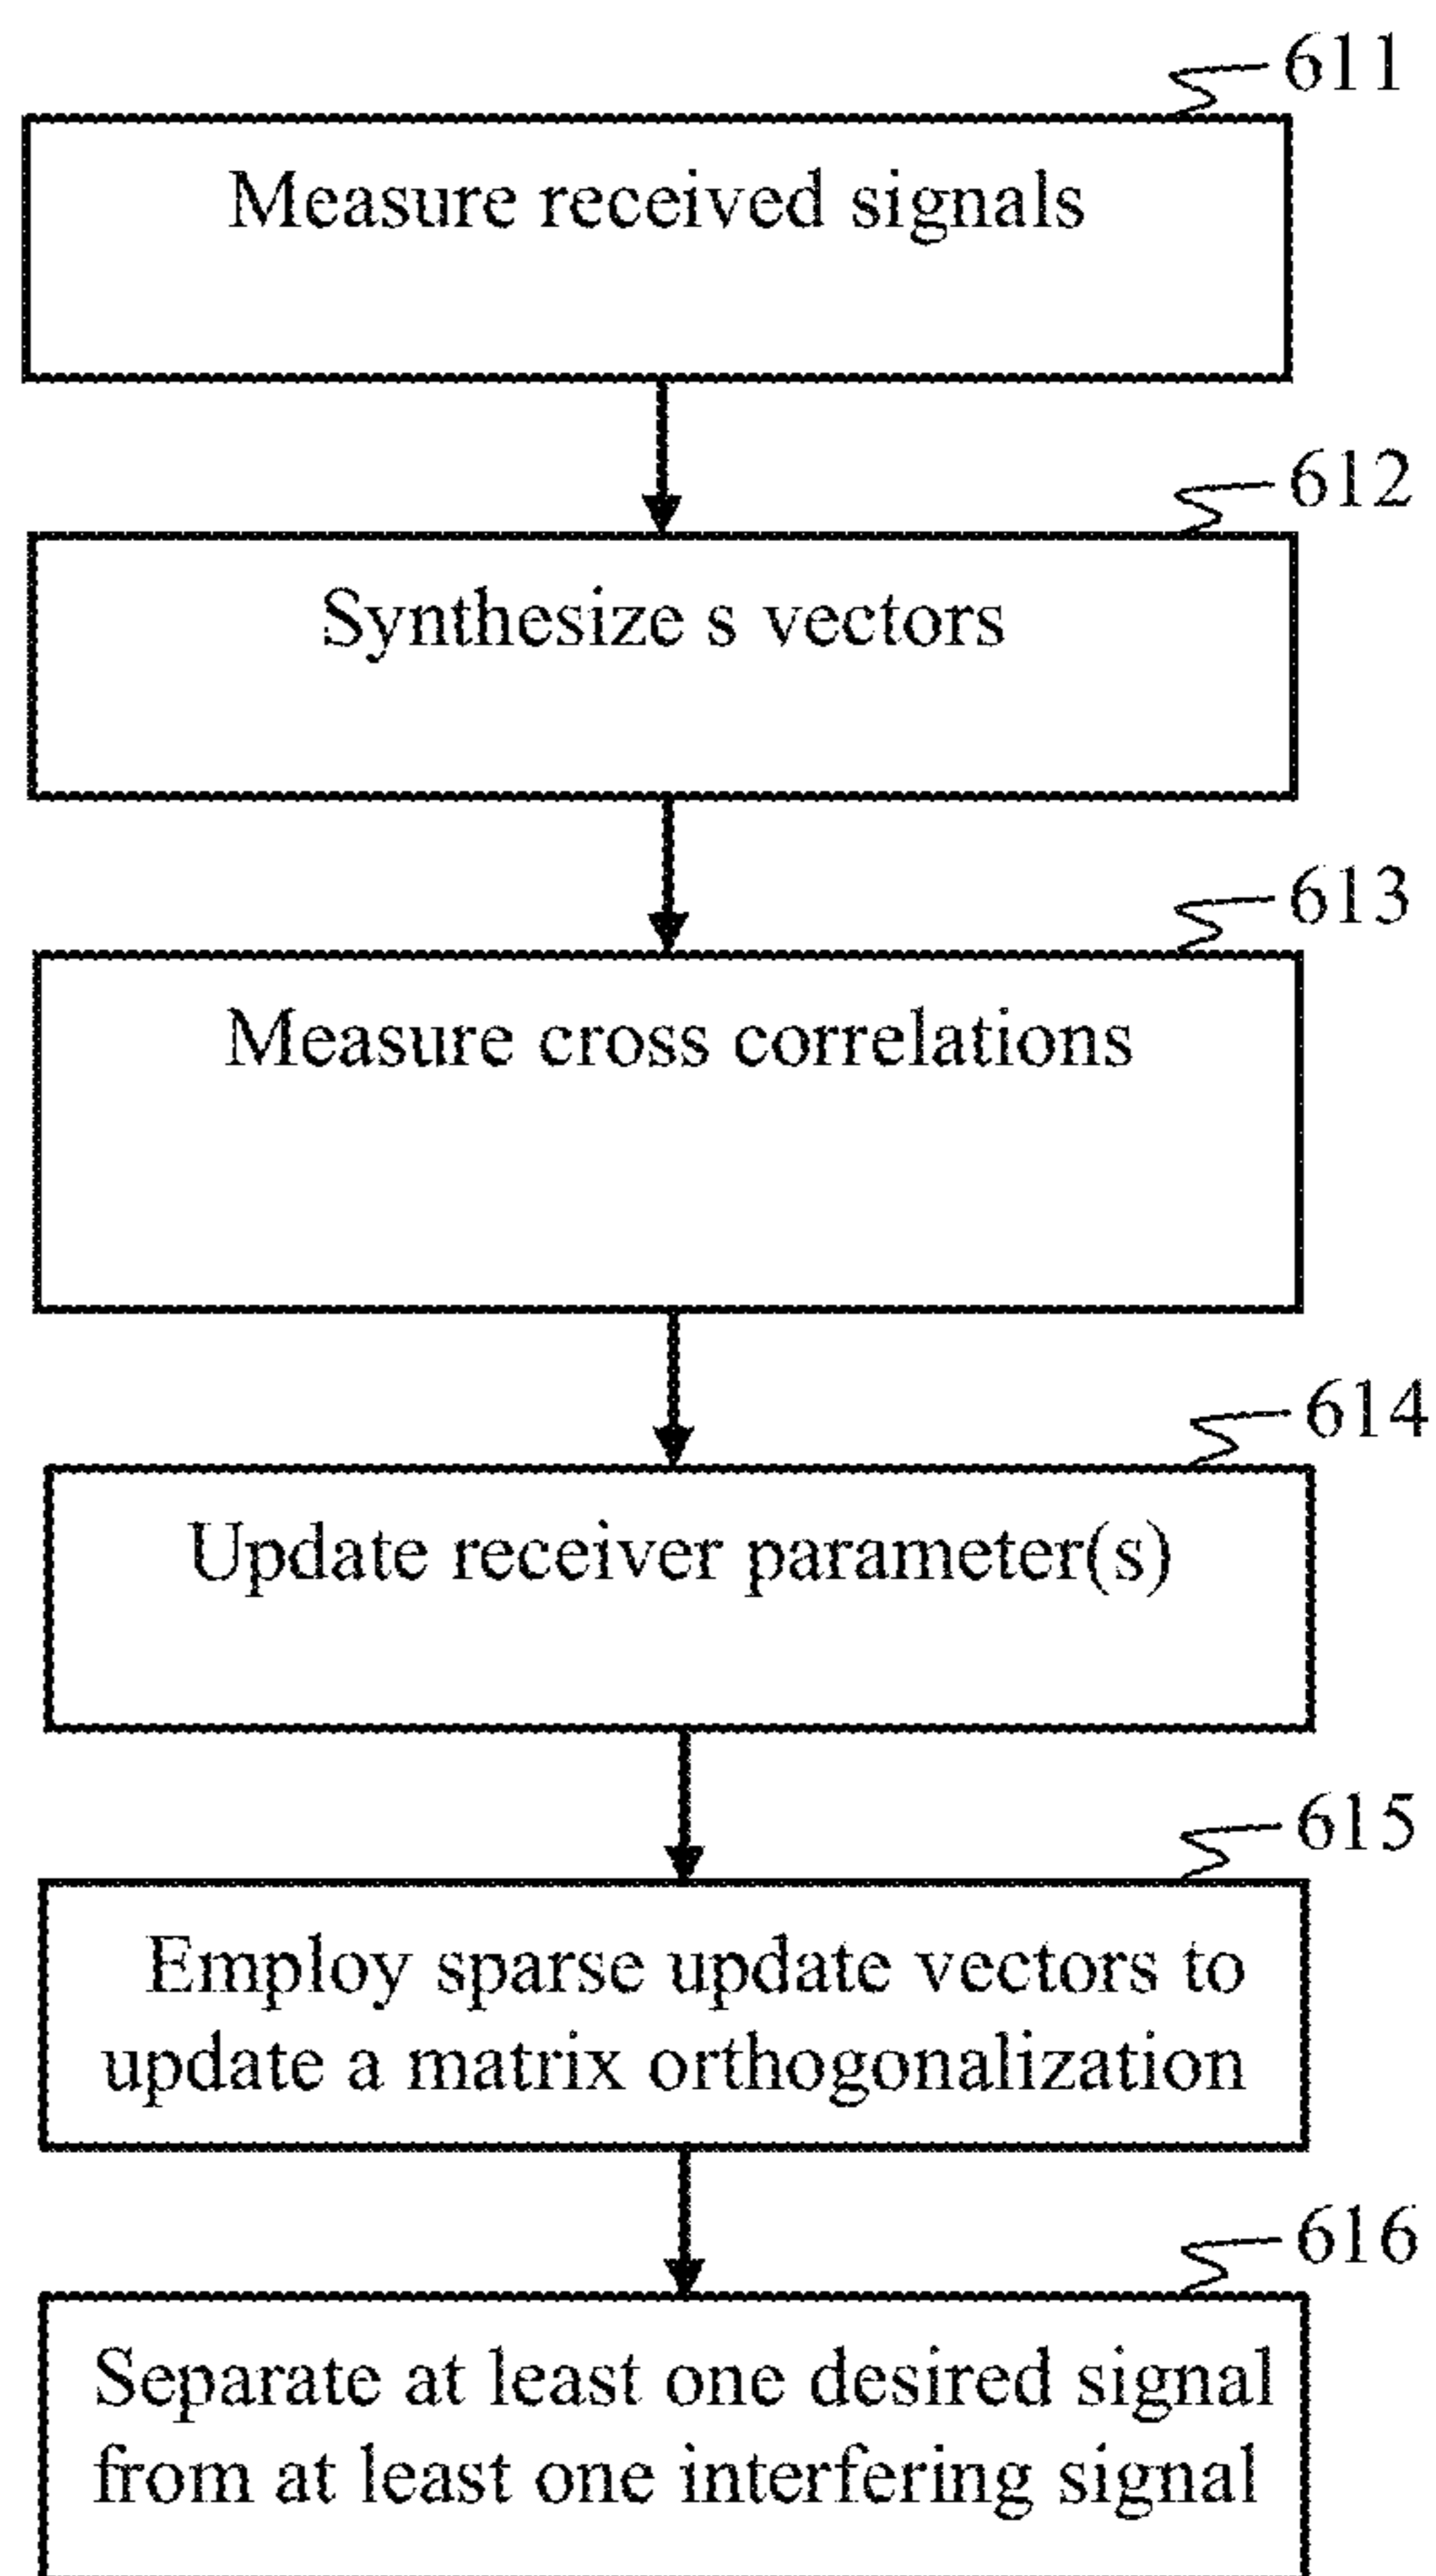 611
Measure received signals
612
Synthesize s vectors
613
Measure cross correlations
614
Update receiver parameter(s)
615
Employ sparse update vectors to
update a matrix orthogonalization
616
Separate at least one desired signal
from at least one interfering signal